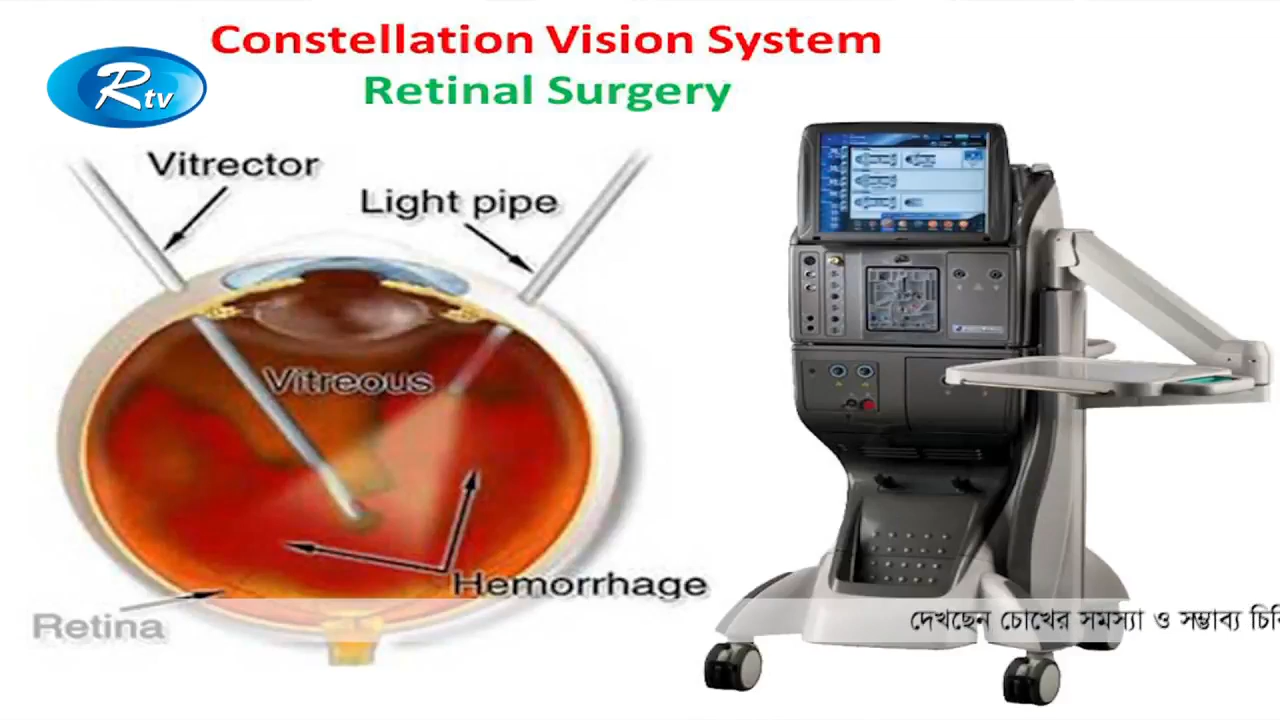 Constellation Vision System
Retinal Surgery
Rtv
Vitrector
Light pipe
Vitreous
Hemorrhage
Retina
দেখছেন চোখের সমস্যা ও সম্ভাব্য